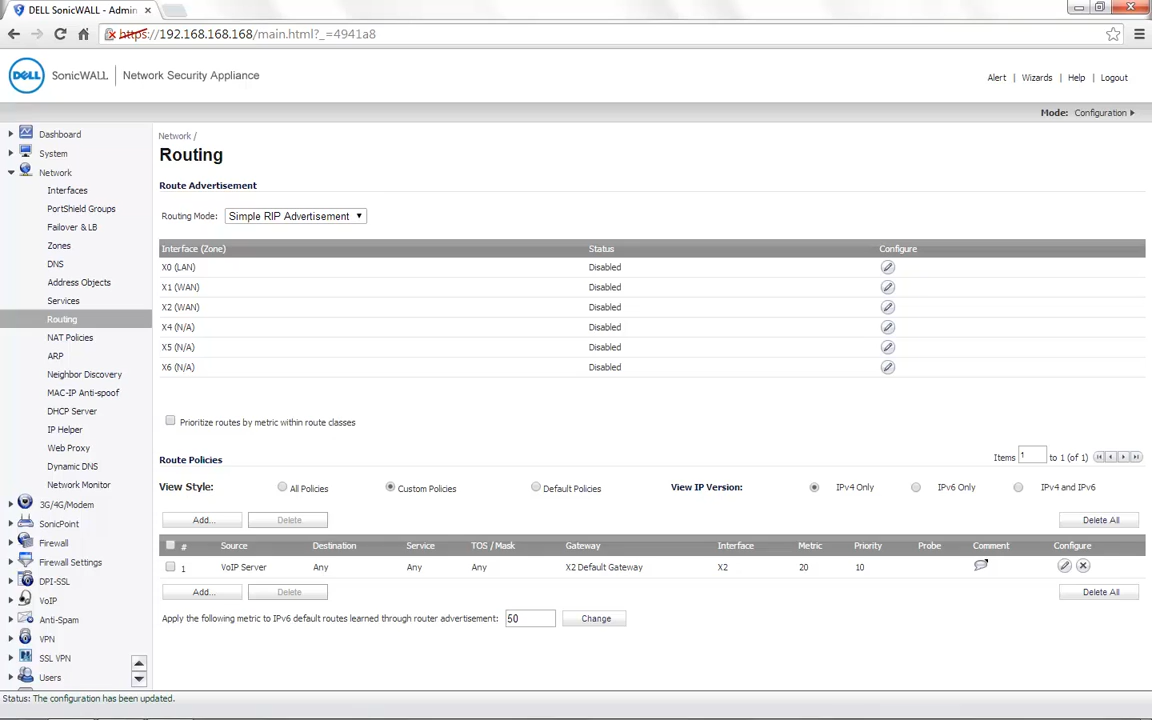 DELL SonicWALL - Admin
https://192.168.168.168/main.html?_=4941a8
DELL SonicWALL | Network Security Appliance
Alert | Wizards | Help | Logout
Mode: Configuration
Dashboard
System
Network
Interfaces
PortShield Groups
Failover & LB
Zones
DNS
Address Objects
Services
Routing
NAT Policies
ARP
Neighbor Discovery
MAC-IP Anti-spoof
DHCP Server
IP Helper
Web Proxy
Dynamic DNS
Network Monitor
3G/4G/Modem
SonicPoint
Firewall
Firewall Settings
DPI-SSL
VoIP
Anti-Spam
VPN
SSL VPN
Users
Network /
Routing
Route Advertisement
Routing Mode: Simple RIP Advertisement
Interface (Zone) Status Configure
X0 (LAN) Disabled
X1 (WAN) Disabled
X2 (WAN) Disabled
X4 (N/A) Disabled
X5 (N/A) Disabled
X6 (N/A) Disabled
Prioritize routes by metric within route classes
Route Policies Items 1 to 1 (of 1)
View Style: All Policies Custom Policies Default Policies View IP Version: IPv4 Only IPv6 Only IPv4 and IPv6
Add... Delete Delete All
# Source Destination Service TOS / Mask Gateway Interface Metric Priority Probe Comment Configure
1 VoIP Server Any Any Any X2 Default Gateway X2 20 10
Add... Delete Delete All
Apply the following metric to IPv6 default routes learned through router advertisement: 50 Change
Status: The configuration has been updated.